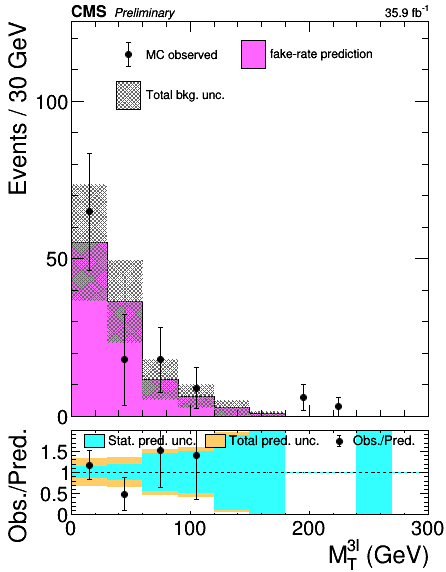 CMS Preliminary 35.9 fb⁻¹
Events / 30 GeV
MC observed
fake-rate prediction
Total bkg. unc.
100
50
0
Obs./Pred.
Stat. pred. unc.
Total pred. unc.
Obs./Pred.
1.5
1
0.5
0
0 100 200 300
M_T^{3l} (GeV)